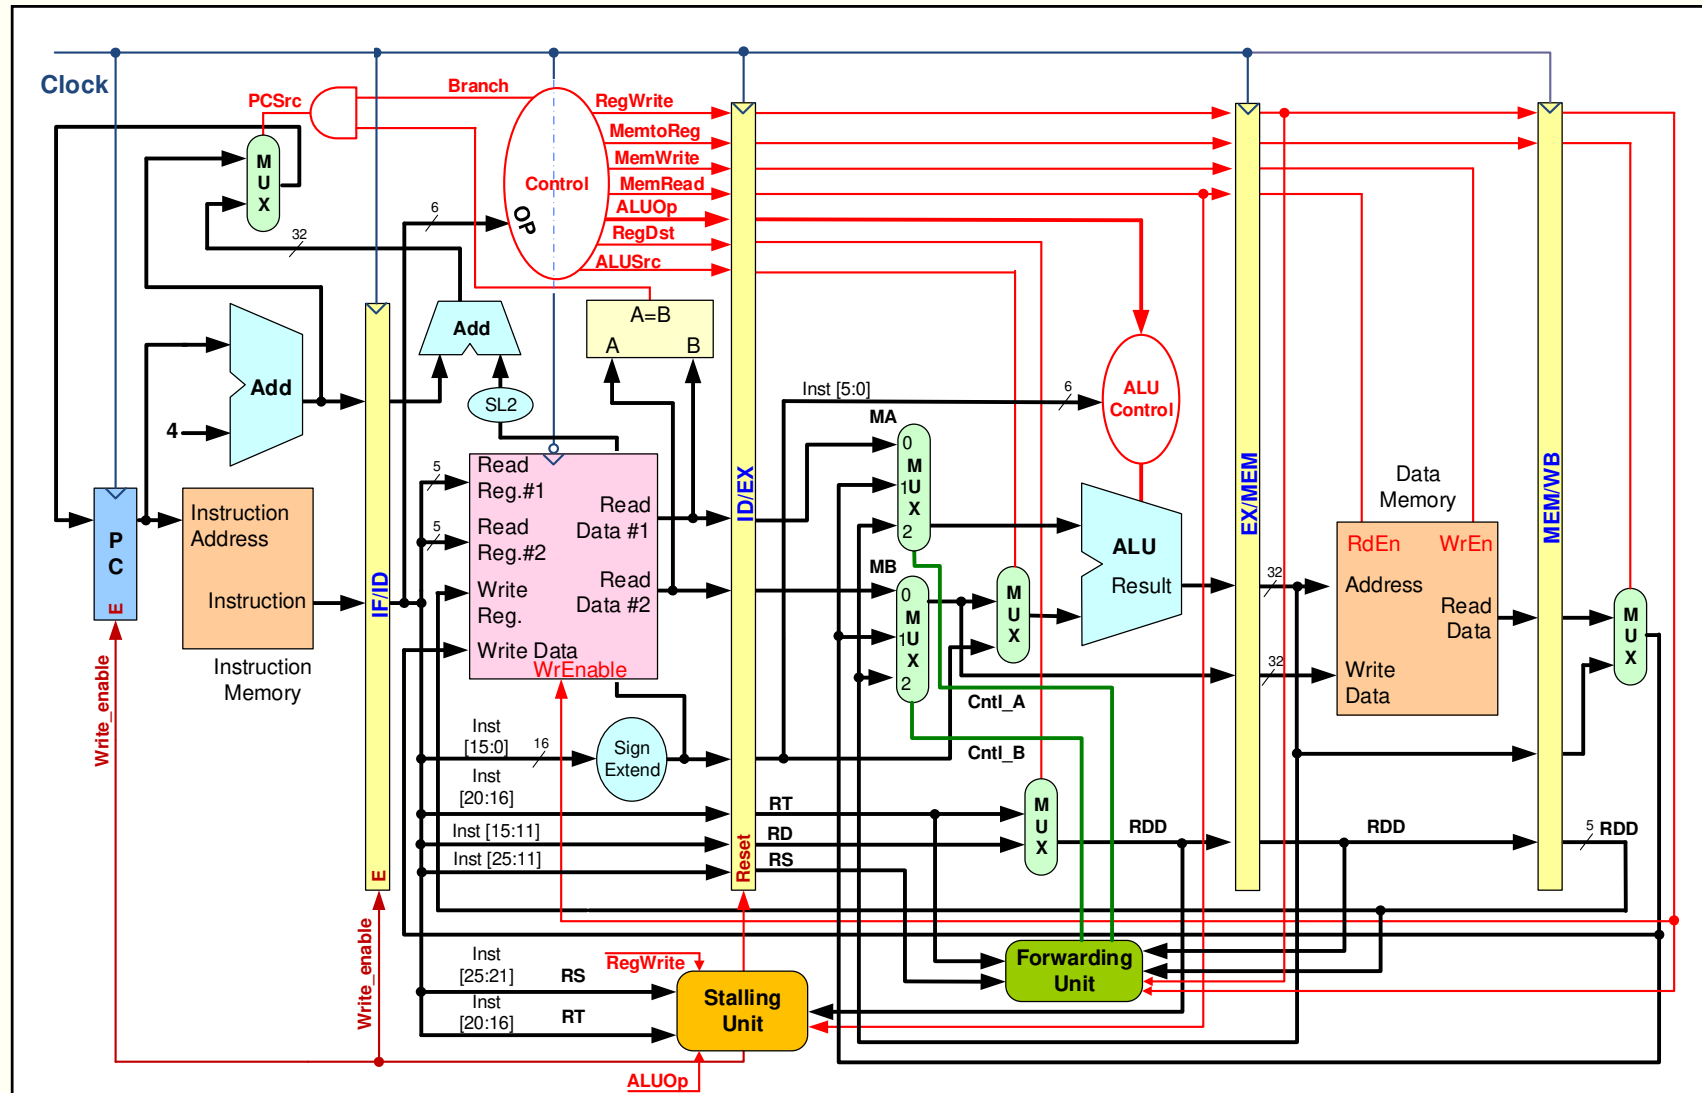 Clock
PCSrc
Branch
RegWrite
MemtoReg
MemWrite
MemRead
ALUOp
RegDst
ALUSrc
Control
OP
M
U
X
6
32
A=B
A B
Add
SL2
Add
4
Inst [5:0]
6
ALU
Control
MA
0
M
1U
X
2
PC
E
Instruction
Address
Instruction
Instruction
Memory
IF/ID
E
5
Read
Reg.#1
5
Read
Reg.#2
Write
Reg.
Write Data
WrEnable
Read
Data #1
Read
Data #2
ID/EX
Reset
MB
0
M
1U
X
2
M
U
X
ALU
Result
EX/MEM
32
32
Data
Memory
RdEn WrEn
Address
Read
Data
Write
Data
MEM/WB
M
U
X
Cntl_A
Cntl_B
Write_enable
Inst
[15:0]
16
Sign
Extend
Inst
[20:16]
Inst [15:11]
Inst [25:11]
RT
RD
RS
M
U
X
RDD
RDD
5
RDD
Write_enable
Inst
[25:21]
RS
Inst
[20:16]
RT
RegWrite
Stalling
Unit
ALUOp
Forwarding
Unit